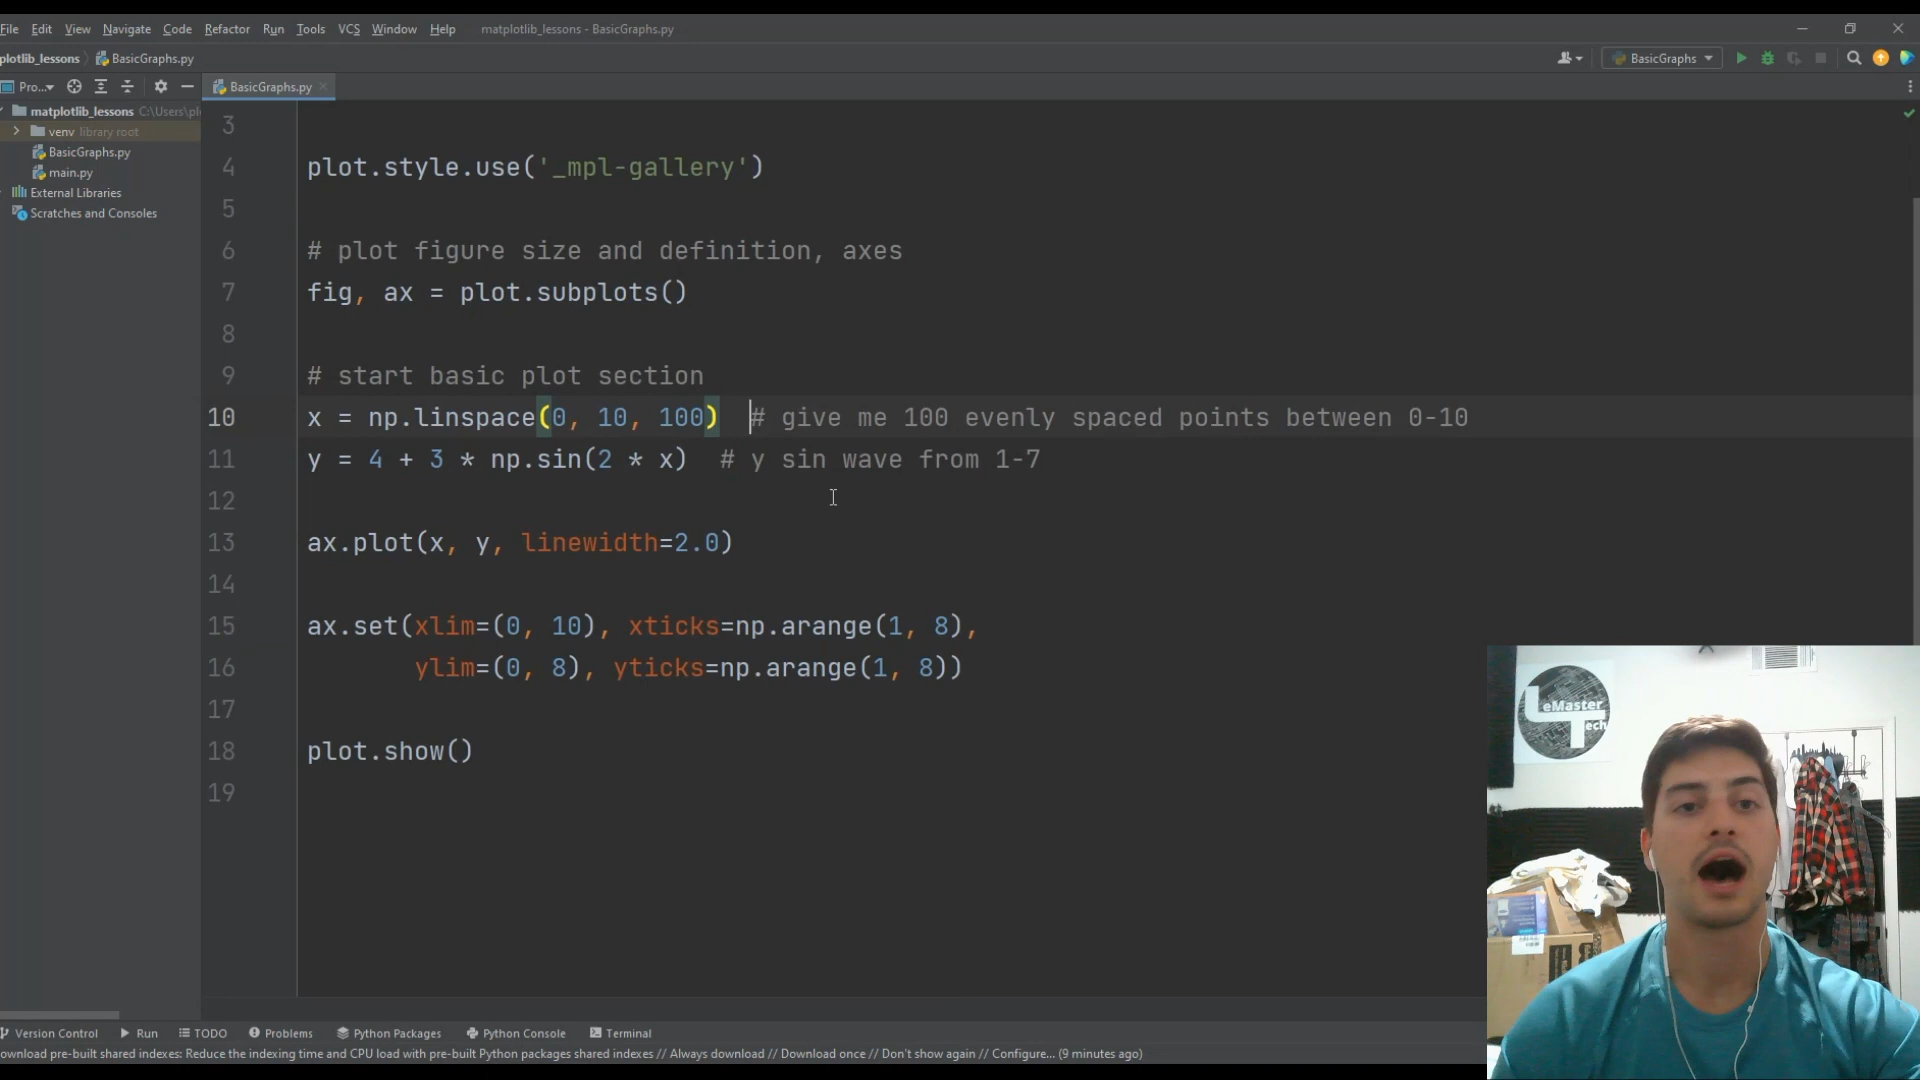 File Edit View Navigate Code Refactor Run Tools VCS Window Help matplotlib_lessons - BasicGraphs.py
plotlib_lessons BasicGraphs.py BasicGraphs
Pro... BasicGraphs.py
matplotlib_lessons C:\Users\pl
venv library root
BasicGraphs.py
main.py
External Libraries
Scratches and Consoles
3
4 plot.style.use('_mpl-gallery')
5
6 # plot figure size and definition, axes
7 fig, ax = plot.subplots()
8
9 # start basic plot section
10 x = np.linspace(0, 10, 100)  # give me 100 evenly spaced points between 0-10
11 y = 4 + 3 * np.sin(2 * x)  # y sin wave from 1-7
12
13 ax.plot(x, y, linewidth=2.0)
14
15 ax.set(xlim=(0, 10), xticks=np.arange(1, 8),
16 ylim=(0, 8), yticks=np.arange(1, 8))
17
18 plot.show()
19
LeMaster
Tech
Version Control Run TODO Problems Python Packages Python Console Terminal
ownload pre-built shared indexes: Reduce the indexing time and CPU load with pre-built Python packages shared indexes // Always download // Download once // Don't show again // Configure... (9 minutes ago)